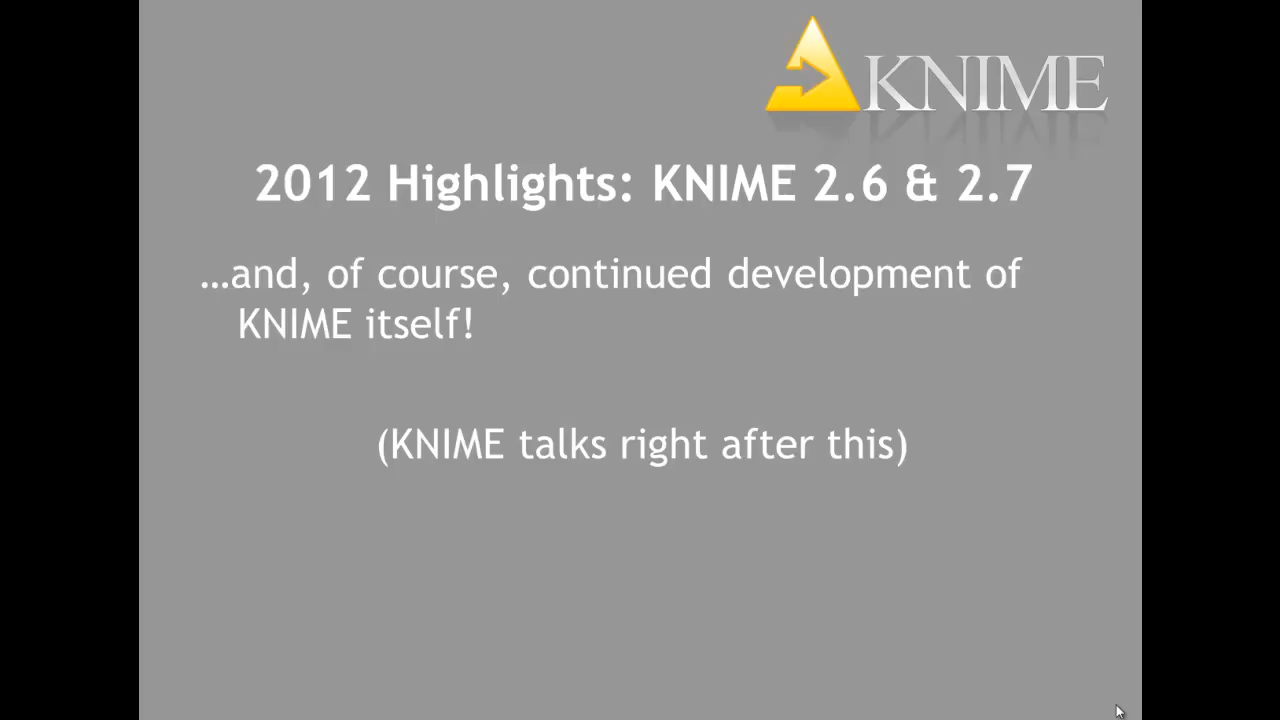 KNIME
2012 Highlights: KNIME 2.6 & 2.7
…and, of course, continued development of
KNIME itself!
(KNIME talks right after this)